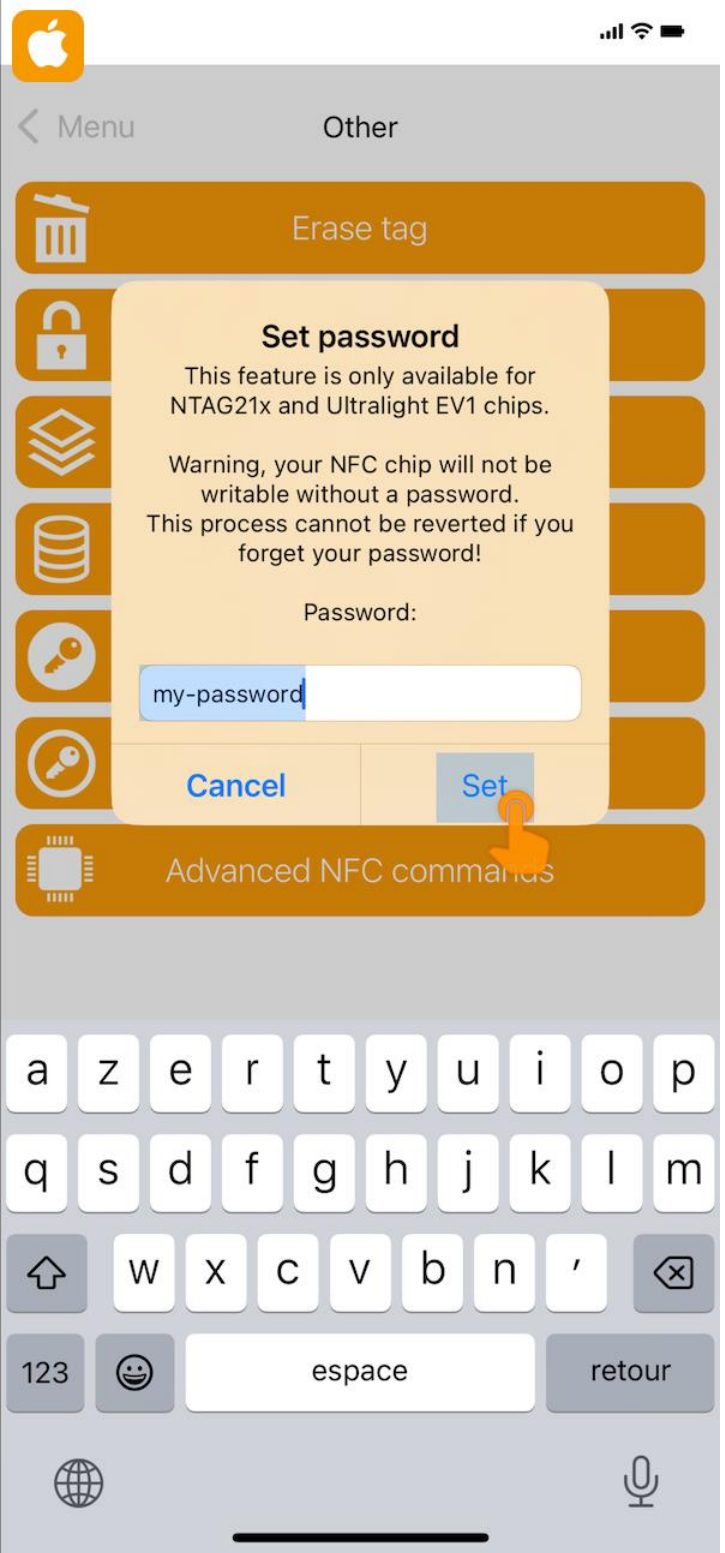 Menu
Other
Erase tag
Set password
This feature is only available for
NTAG21x and Ultralight EV1 chips.
Warning, your NFC chip will not be
writable without a password.
This process cannot be reverted if you
forget your password!
Password:
my-password
Cancel
Set
Advanced NFC commands
a z e r t y u i o p
q s d f g h j k l m
w x c v b n ′
123
espace
retour